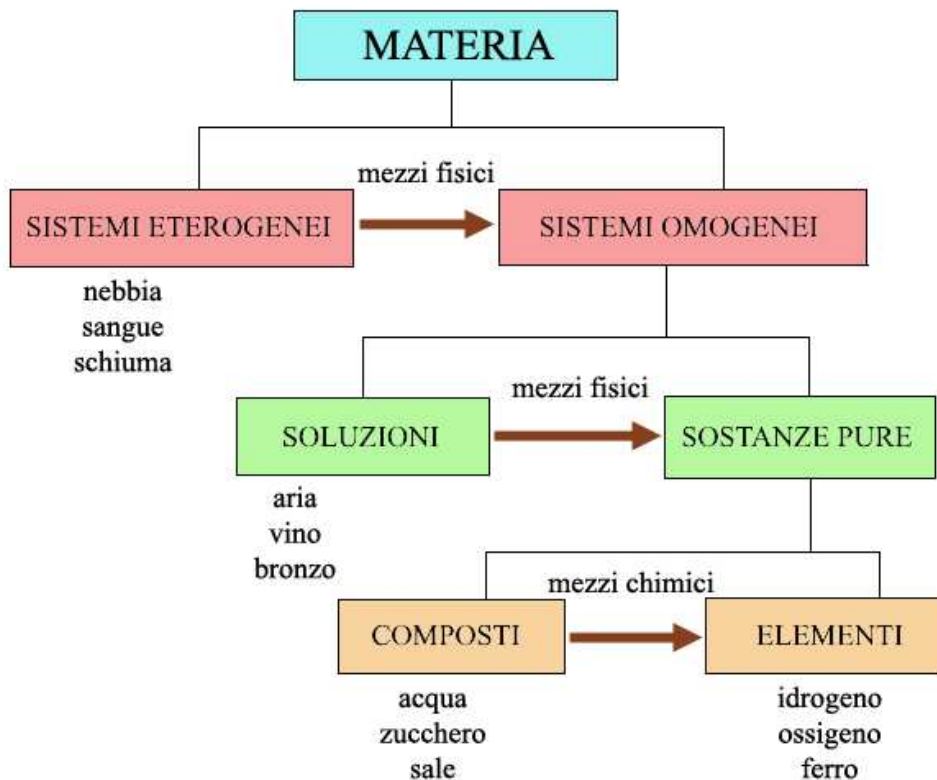 MATERIA
mezzi fisici
SISTEMI ETEROGENEI
SISTEMI OMOGENEI
nebbia
sangue
schiuma
mezzi fisici
SOLUZIONI
SOSTANZE PURE
aria
vino
bronzo
mezzi chimici
COMPOSTI
ELEMENTI
acqua
zucchero
sale
idrogeno
ossigeno
ferro